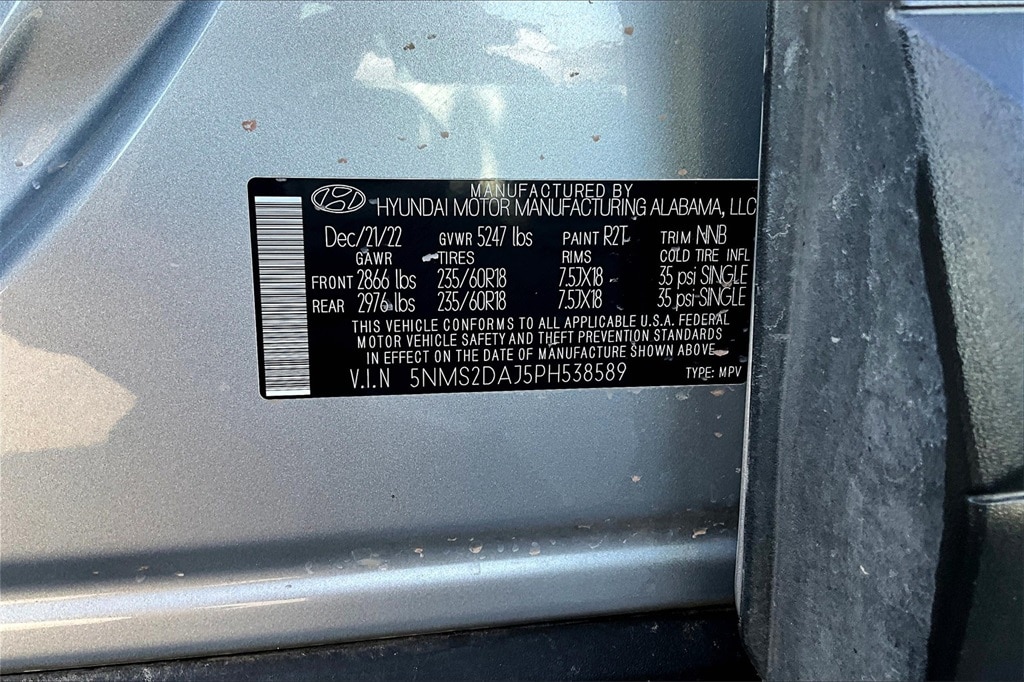 MANUFACTURED BY
HYUNDAI MOTOR MANUFACTURING ALABAMA, LLC
Dec/21/22 GVWR 5247 lbs PAINT R2T TRIM NNB
GAWR TIRES RIMS COLD TIRE INFL
FRONT 2866 lbs 235/60R18 7.5JX18 35 psi SINGLE
REAR 2976 lbs 235/60R18 7.5JX18 35 psi SINGLE
THIS VEHICLE CONFORMS TO ALL APPLICABLE U.S.A. FEDERAL
MOTOR VEHICLE SAFETY AND THEFT PREVENTION STANDARDS
IN EFFECT ON THE DATE OF MANUFACTURE SHOWN ABOVE.
V.I.N 5NMS2DAJ5PH538589 TYPE: MPV